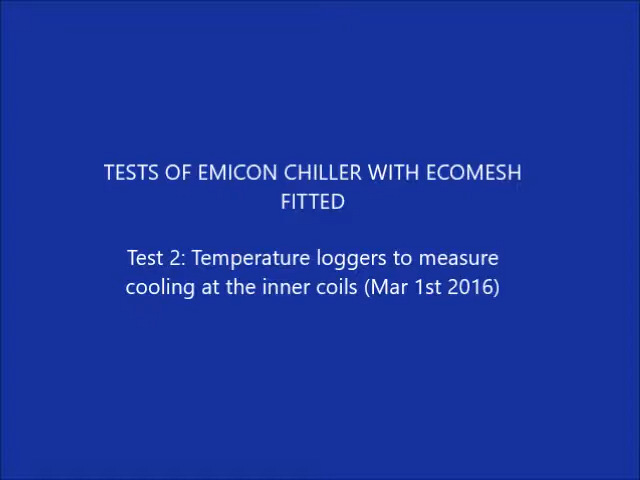 TESTS OF EMICON CHILLER WITH ECOMESH
FITTED
Test 2: Temperature loggers to measure
cooling at the inner coils (Mar 1st 2016)